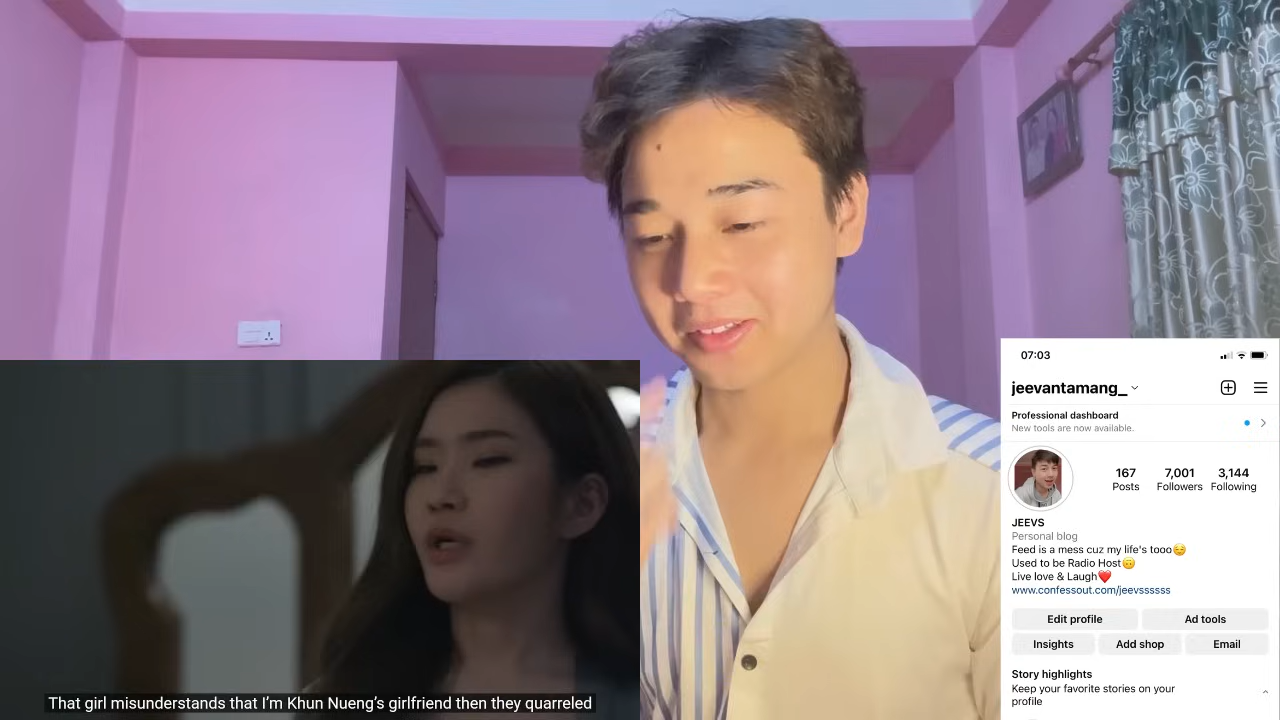 07:03
jeevantamang_
Professional dashboard
New tools are now available.
167 7,001 3,144
Posts Followers Following
JEEVS
Personal blog
Feed is a mess cuz my life's tooo😌
Used to be Radio Host🙃
Live love & Laugh❤️
www.confessout.com/jeevssssss
Edit profile Ad tools
Insights Add shop Email
Story highlights
Keep your favorite stories on your
profile
That girl misunderstands that I’m Khun Nueng’s girlfriend then they quarreled